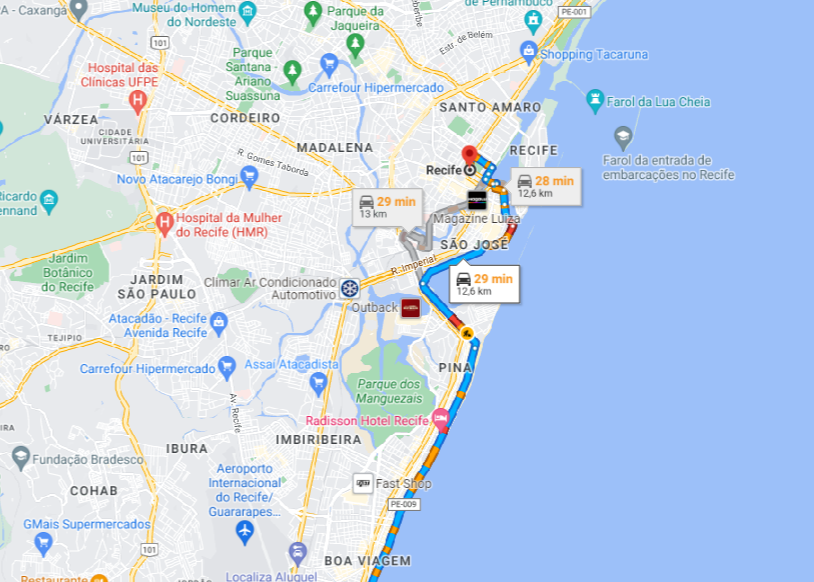 A - Caxanga
Museu do Homem
do Nordeste
Parque da
Jaqueira
de Pernambuco
PE-001
101
Estr. de Belém
Shopping Tacaruna
Hospital das
Clínicas UFPE
Parque
Santana -
Ariano
Suassuna
Carrefour Hipermercado
SANTO AMARO
Farol da Lua Cheia
VÁRZEA
CORDEIRO
CIDADE
UNIVERSITÁRIA
MADALENA
RECIFE
Farol da entrada de
embarcações no Recife
101
R. Gomes Taborda
Recife
Novo Atacarejo Bongi
28 min
12,6 km
Ricardo
ennand
29 min
13 km
Magazine Luiza
Hospital da Mulher
do Recife (HMR)
SÃO JOSÉ
Jardim
Botânico
do Recife
R. Imperial
JARDIM
SÃO PAULO
Climar Ar Condicionado
Automotivo
29 min
12,6 km
Outback
Atacadão - Recife
Avenida Recife
TEJIPIO
Carrefour Hipermercado
Assaí Atacadista
PINA
Parque dos
Manguezais
Av. Recife
Radisson Hotel Recife
IRA
IBURA
IMBIRIBEIRA
Fundação Bradesco
Aeroporto
Internacional
do Recife/
Guararapes...
Fast Shop
COHAB
PE-009
GMais Supermercados
101
BOA VIAGEM
Restaurante
Localiza Aluguel